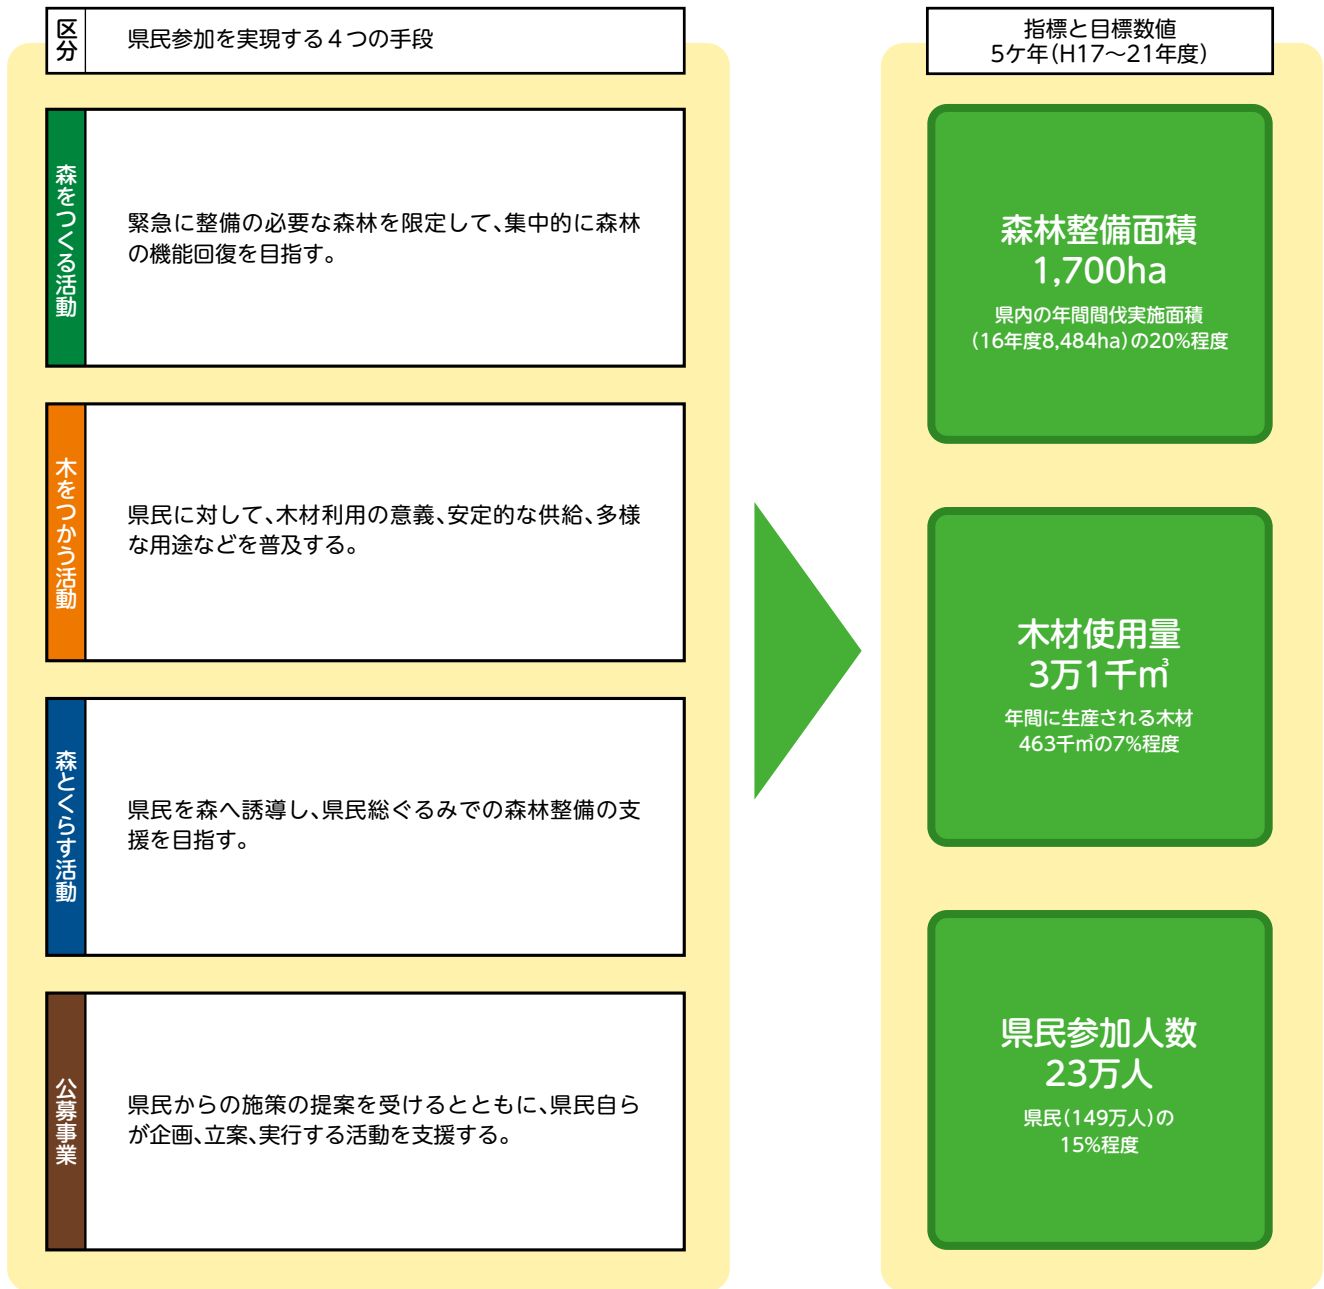 区分
県民参加を実現する4つの手段
森をつくる活動
緊急に整備の必要な森林を限定して、集中的に森林
の機能回復を目指す。
木をつかう活動
県民に対して、木材利用の意義、安定的な供給、多様
な用途などを普及する。
森とくらす活動
県民を森へ誘導し、県民総ぐるみでの森林整備の支
援を目指す。
公募事業
県民からの施策の提案を受けるとともに、県民自ら
が企画、立案、実行する活動を支援する。
指標と目標数値
5ケ年(H17〜21年度)
森林整備面積
1,700ha
県内の年間間伐実施面積
(16年度8,484ha)の20%程度
木材使用量
3万1千㎥
年間に生産される木材
463千㎥の7%程度
県民参加人数
23万人
県民(149万人)の
15%程度